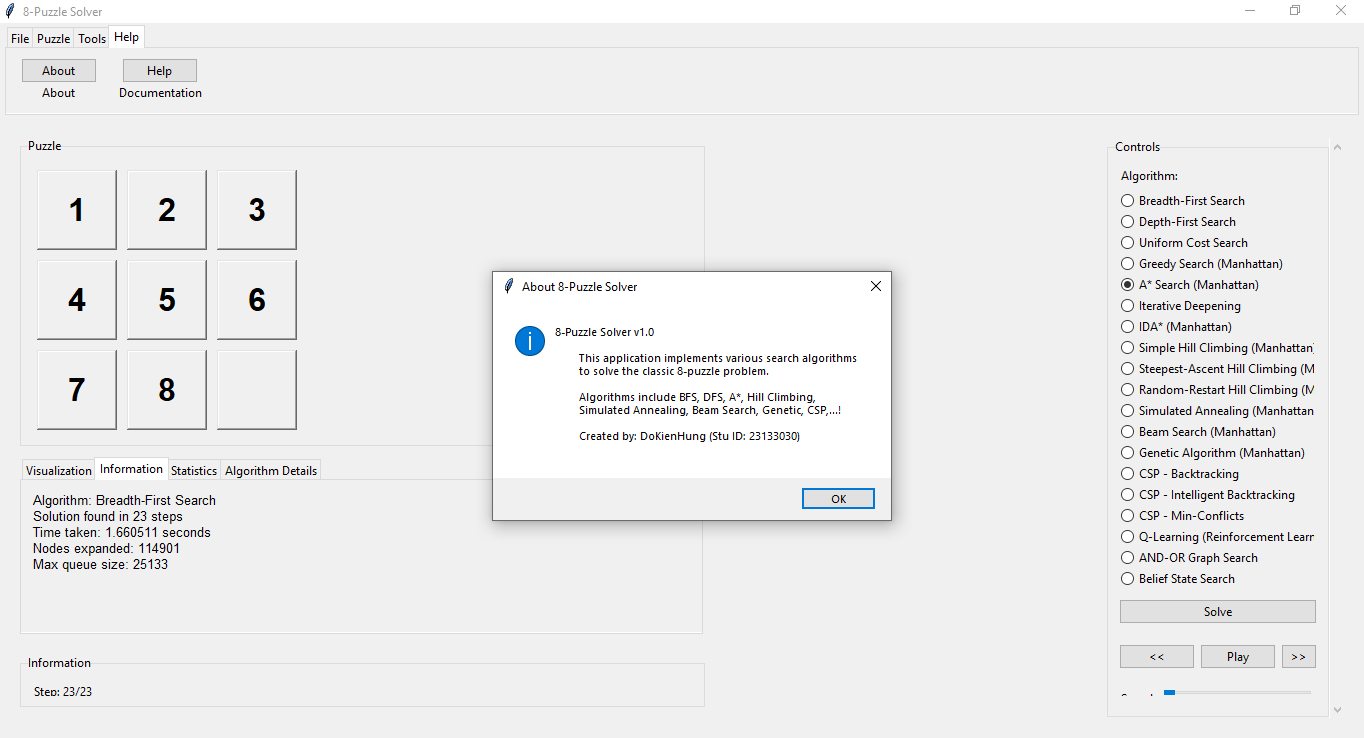 8-Puzzle Solver
File Puzzle Tools Help
About Help
About Documentation
Puzzle
1 2 3
4 5 6
7 8
Visualization Information Statistics Algorithm Details
Algorithm: Breadth-First Search
Solution found in 23 steps
Time taken: 1.660511 seconds
Nodes expanded: 114901
Max queue size: 25133
Information
Step: 23/23
About 8-Puzzle Solver
8-Puzzle Solver v1.0
This application implements various search algorithms
to solve the classic 8-puzzle problem.
Algorithms include BFS, DFS, A*, Hill Climbing,
Simulated Annealing, Beam Search, Genetic, CSP,...!
Created by: DoKienHung (Stu ID: 23133030)
OK
Controls
Algorithm:
Breadth-First Search
Depth-First Search
Uniform Cost Search
Greedy Search (Manhattan)
A* Search (Manhattan)
Iterative Deepening
IDA* (Manhattan)
Simple Hill Climbing (Manhattan)
Steepest-Ascent Hill Climbing (M
Random-Restart Hill Climbing (M
Simulated Annealing (Manhattan
Beam Search (Manhattan)
Genetic Algorithm (Manhattan)
CSP - Backtracking
CSP - Intelligent Backtracking
CSP - Min-Conflicts
Q-Learning (Reinforcement Learn
AND-OR Graph Search
Belief State Search
Solve
<< Play >>